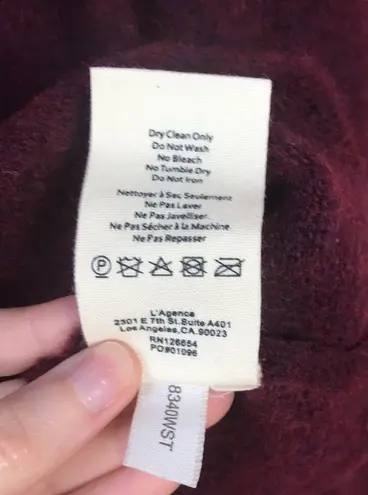 Dry Clean Only
Do Not Wash
No Bleach
No Tumble Dry
Do Not Iron
Nettoyer à Sec Seulement
Ne Pas Laver
Ne Pas Javelliser
Ne Pas Sécher à la Machine
Ne Pas Repasser
P
L'Agence
2301 E 7th St.Suite A401
Los Angeles, CA.90023
RN126654
PO#01096
8340WST